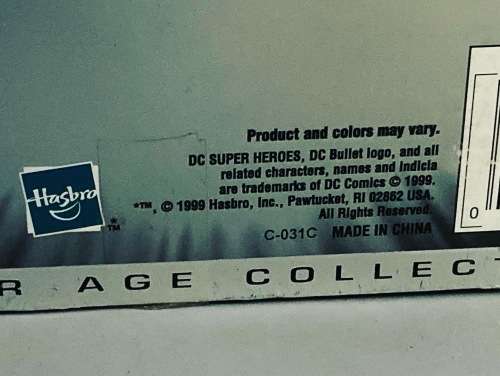 Product and colors may vary.
DC SUPER HEROES, DC Bullet logo, and all
related characters, names and indicia
are trademarks of DC Comics © 1999.
*™, © 1999 Hasbro, Inc., Pawtucket, RI 02862 USA.
All Rights Reserved.
C-031C MADE IN CHINA
Hasbro
*™
0
R AGE COLLECT